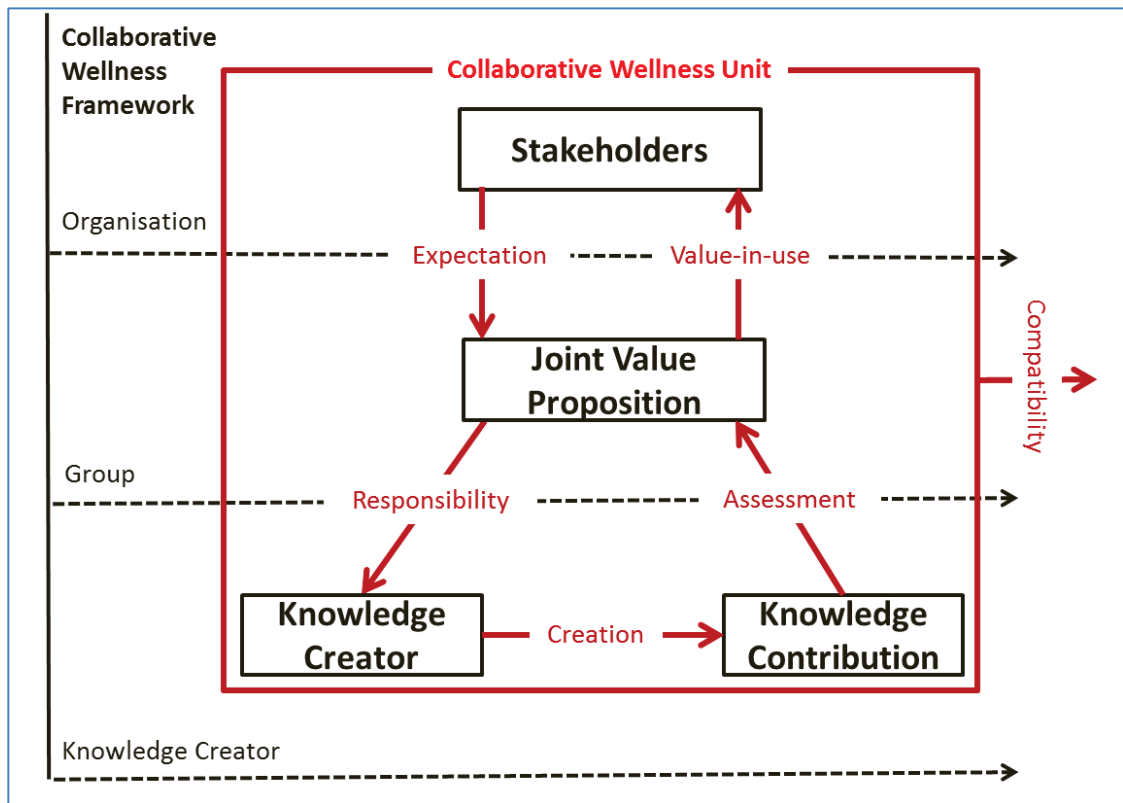 Collaborative
Wellness
Framework
Collaborative Wellness Unit
Stakeholders
Organisation
Expectation
Value-in-use
Joint Value
Proposition
Compatibility
Group
Responsibility
Assessment
Knowledge
Creator
Creation
Knowledge
Contribution
Knowledge Creator